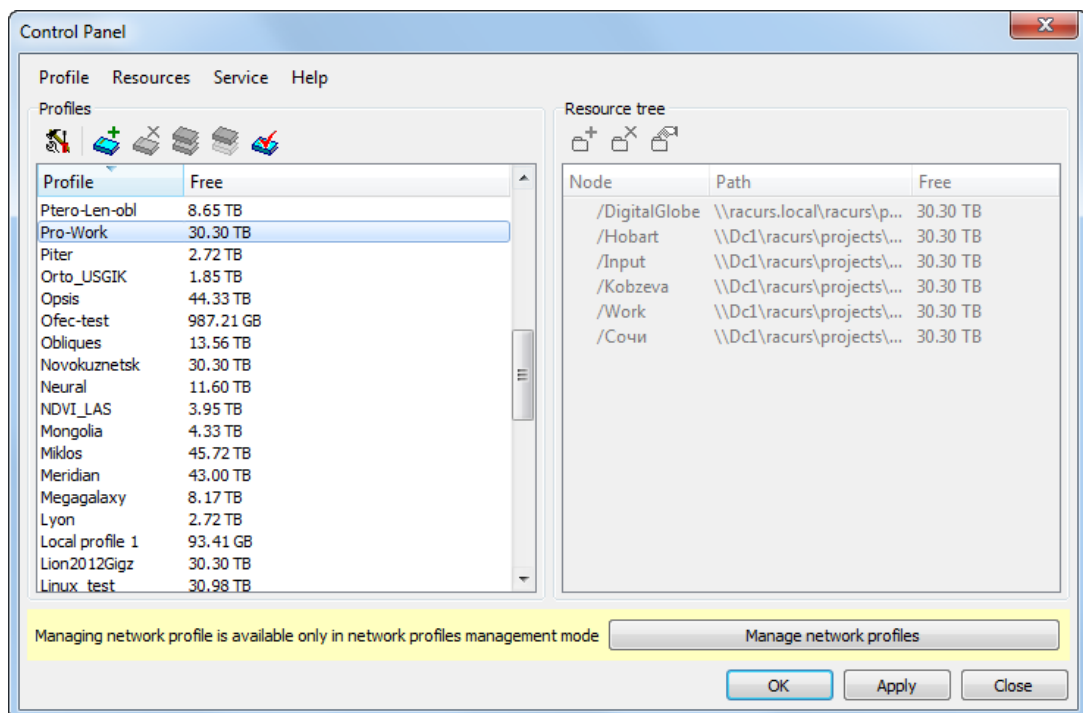 Control Panel
Profile Resources Service Help
Profiles
Resource tree
Profile Free
Ptero-Len-obl 8.65 TB
Pro-Work 30.30 TB
Piter 2.72 TB
Orto_USGIK 1.85 TB
Opsis 44.33 TB
Ofec-test 987.21 GB
Obliques 13.56 TB
Novokuznetsk 30.30 TB
Neural 11.60 TB
NDVI_LAS 3.95 TB
Mongolia 4.33 TB
Miklos 45.72 TB
Meridian 43.00 TB
Megagalaxy 8.17 TB
Lyon 2.72 TB
Local profile 1 93.41 GB
Lion2012Gigz 30.30 TB
Linux_test 30.98 TB
Node Path Free
/DigitalGlobe \\racurs.local\racurs\p... 30.30 TB
/Hobart \\Dc1\racurs\projects\... 30.30 TB
/Input \\Dc1\racurs\projects\... 30.30 TB
/Kobzeva \\Dc1\racurs\projects\... 30.30 TB
/Work \\Dc1\racurs\projects\... 30.30 TB
/Сочи \\Dc1\racurs\projects\... 30.30 TB
Managing network profile is available only in network profiles management mode
Manage network profiles
OK Apply Close